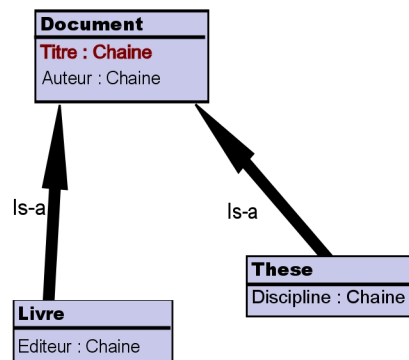 Document
Titre : Chaine
Auteur : Chaine
Is-a
Is-a
These
Discipline : Chaine
Livre
Editeur : Chaine